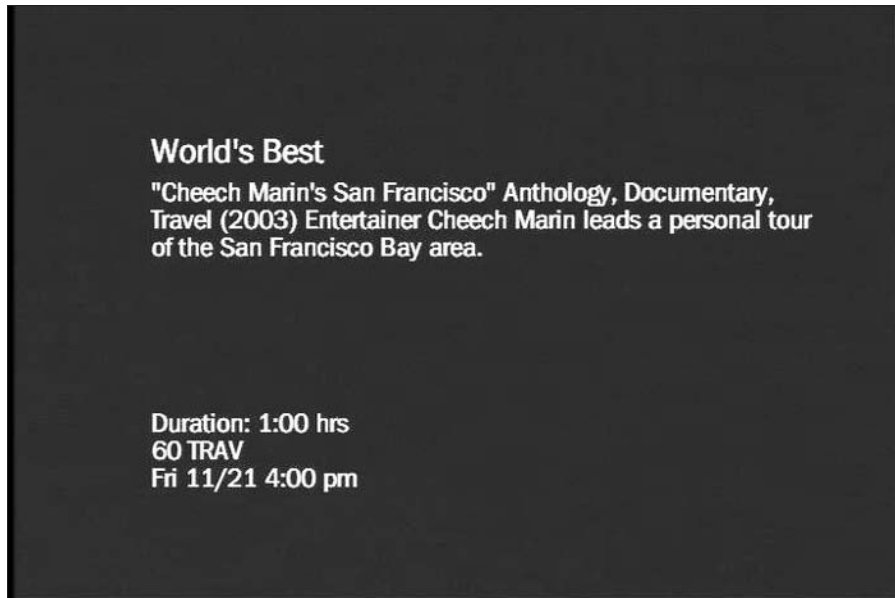 World's Best
"Cheech Marin's San Francisco" Anthology, Documentary,
Travel (2003) Entertainer Cheech Marin leads a personal tour
of the San Francisco Bay area.
Duration: 1:00 hrs
60 TRAV
Fri 11/21 4:00 pm